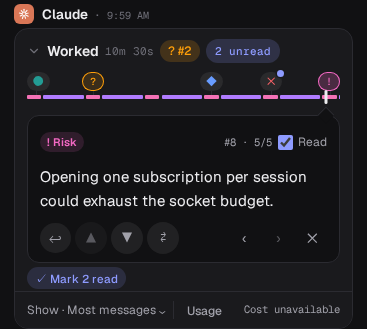 Claude · 9:59 AM
Worked 10m 30s ? #2 2 unread
? !
! Risk #8 · 5/5 Read
Opening one subscription per session
could exhaust the socket budget.
✓ Mark 2 read
Show · Most messages Usage Cost unavailable